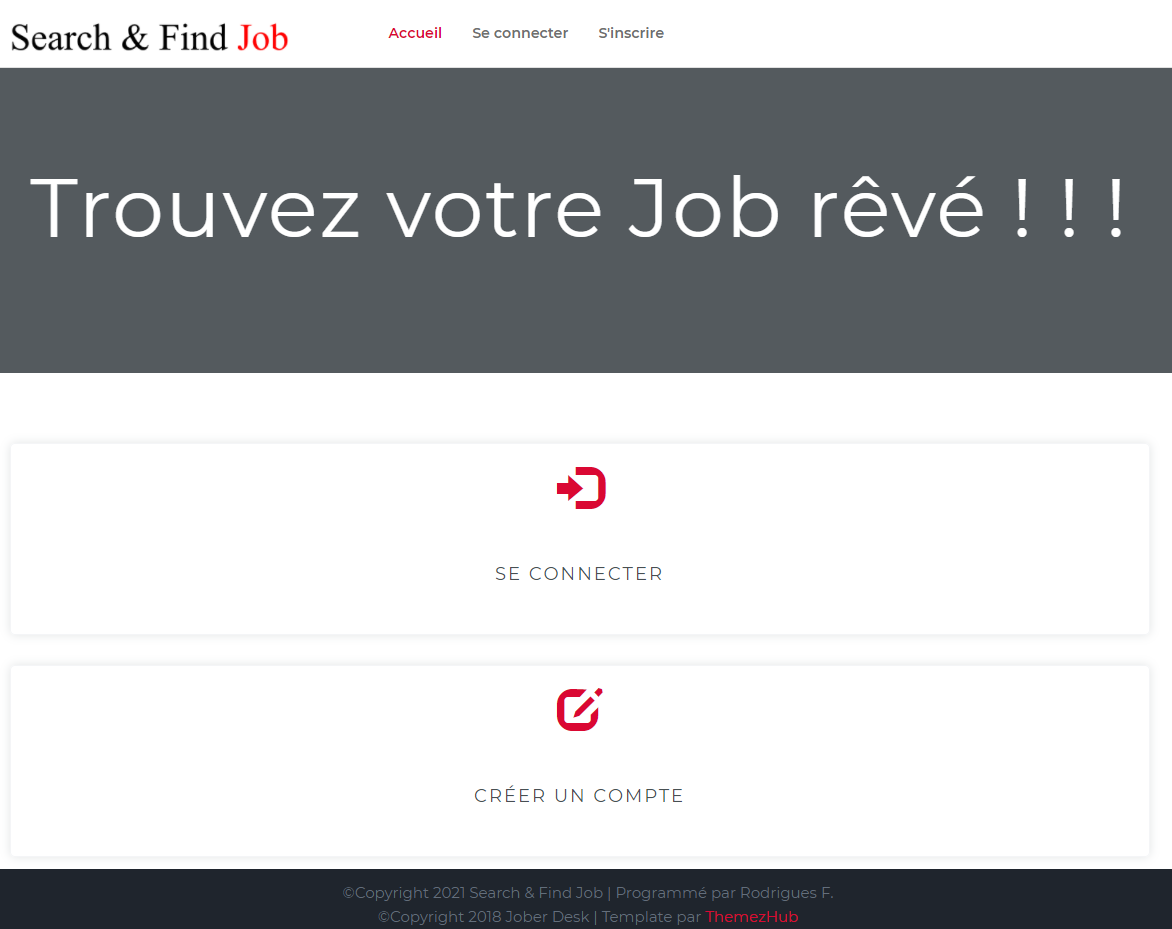 Search & Find Job
Accueil Se connecter S'inscrire
Trouvez votre Job rêvé ! ! !
SE CONNECTER
CRÉER UN COMPTE
©Copyright 2021 Search & Find Job | Programmé par Rodrigues F.
©Copyright 2018 Jober Desk | Template par ThemezHub